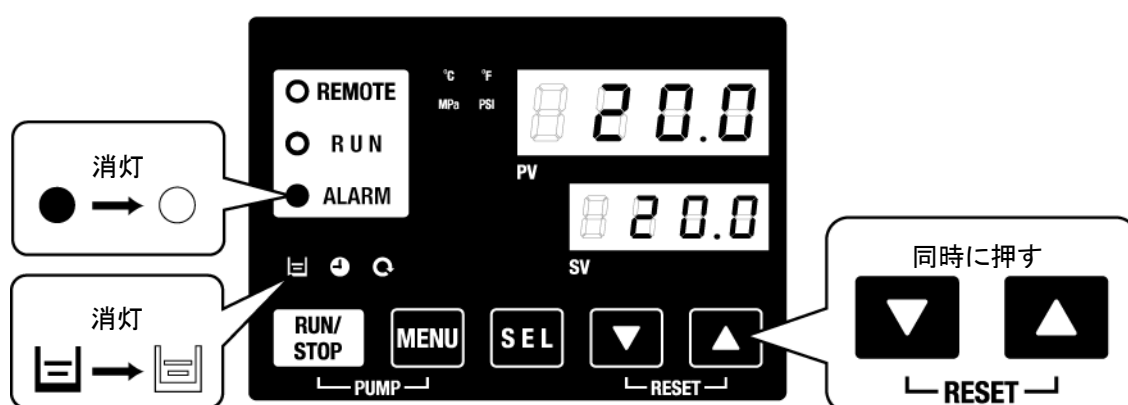 消灯
消灯
REMOTE
RUN
ALARM
°C °F
MPa PSI
20.0
PV
20.0
SV
RUN/
STOP
MENU
SEL
PUMP
RESET
同時に押す
RESET